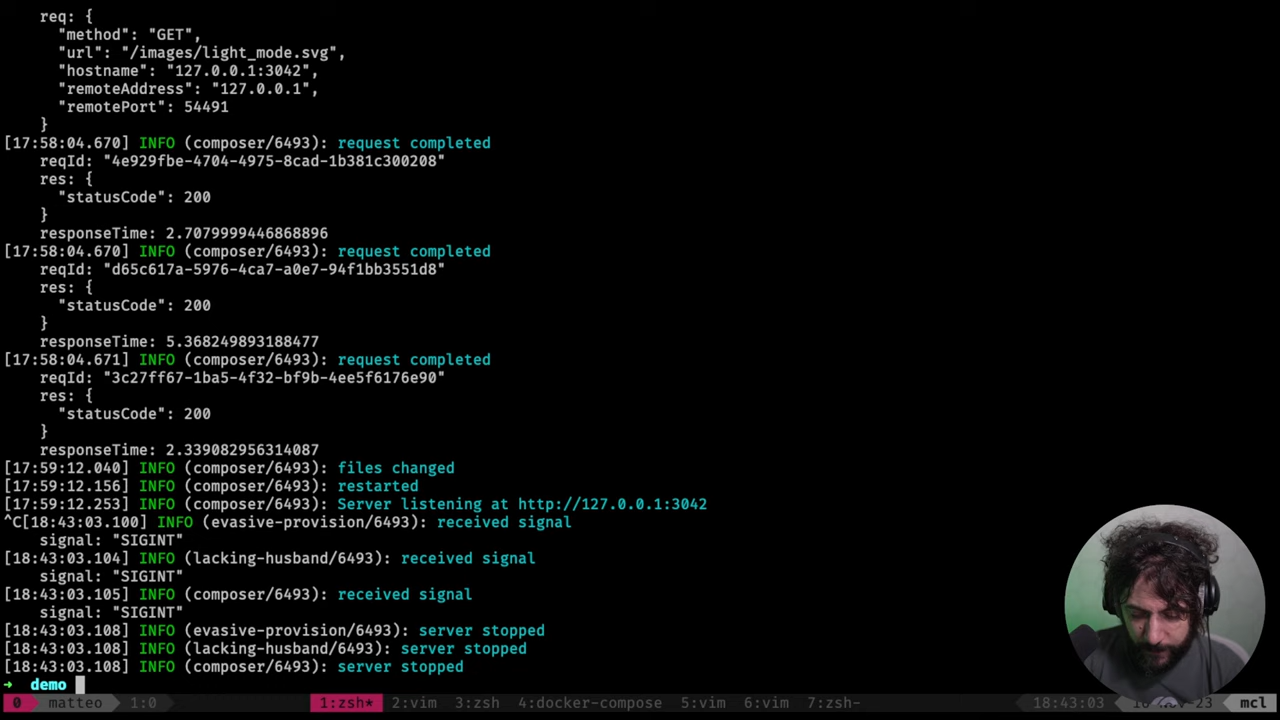 req: {
"method": "GET",
"url": "/images/light_mode.svg",
"hostname": "127.0.0.1:3042",
"remoteAddress": "127.0.0.1",
"remotePort": 54491
}
[17:58:04.670] INFO (composer/6493): request completed
reqId: "4e929fbe-4704-4975-8cad-1b381c300208"
res: {
"statusCode": 200
}
responseTime: 2.7079999446868896
[17:58:04.670] INFO (composer/6493): request completed
reqId: "d65c617a-5976-4ca7-a0e7-94f1bb3551d8"
res: {
"statusCode": 200
}
responseTime: 5.368249893188477
[17:58:04.671] INFO (composer/6493): request completed
reqId: "3c27ff67-1ba5-4f32-bf9b-4ee5f6176e90"
res: {
"statusCode": 200
}
responseTime: 2.339082956314087
[17:59:12.040] INFO (composer/6493): files changed
[17:59:12.156] INFO (composer/6493): restarted
[17:59:12.253] INFO (composer/6493): Server listening at http://127.0.0.1:3042
^C[18:43:03.100] INFO (evasive-provision/6493): received signal
signal: "SIGINT"
[18:43:03.104] INFO (lacking-husband/6493): received signal
signal: "SIGINT"
[18:43:03.105] INFO (composer/6493): received signal
signal: "SIGINT"
[18:43:03.108] INFO (evasive-provision/6493): server stopped
[18:43:03.108] INFO (lacking-husband/6493): server stopped
[18:43:03.108] INFO (composer/6493): server stopped
→ demo
0 matteo 1:0 1:zsh* 2:vim 3:zsh 4:docker-compose 5:vim 6:vim 7:zsh- 18:43:03 mcl